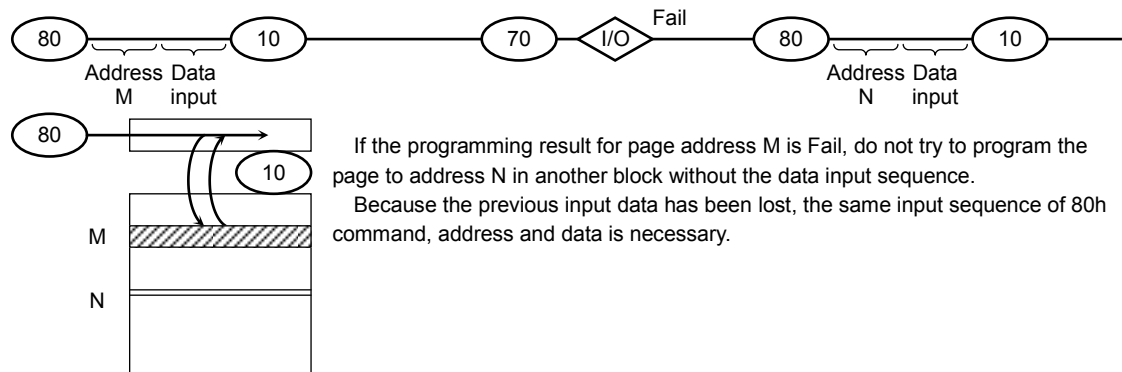 Fail
80 10 70 I/O 80 10
Address Data Address Data
M input N input
80
If the programming result for page address M is Fail, do not try to program the
10
page to address N in another block without the data input sequence.
Because the previous input data has been lost, the same input sequence of 80h
M
command, address and data is necessary.
N